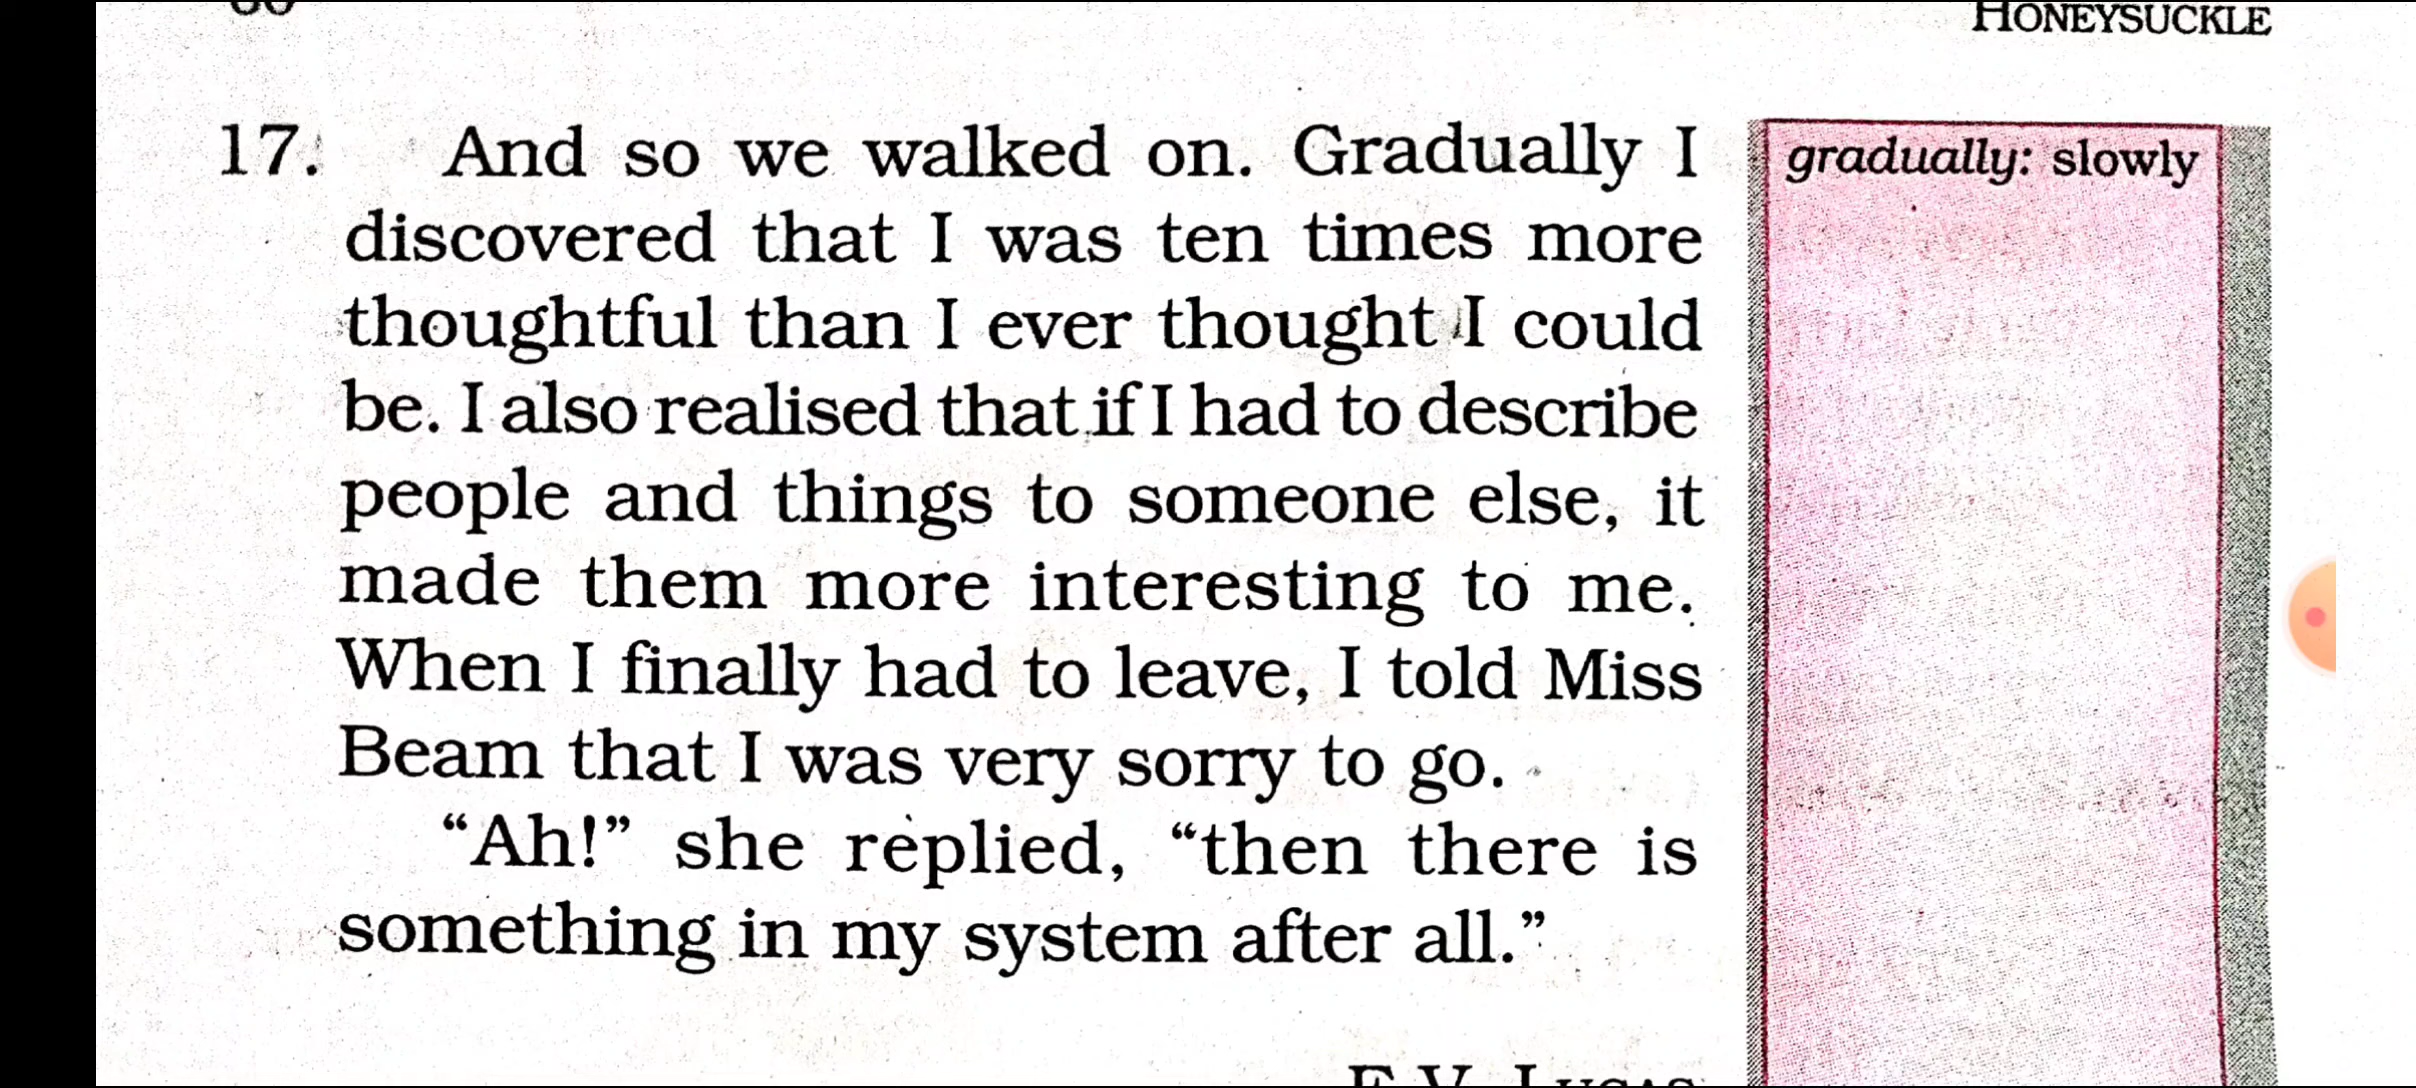 HONEYSUCKLE
17. And so we walked on. Gradually I
discovered that I was ten times more
thoughtful than I ever thought I could
be. I also realised that if I had to describe
people and things to someone else, it
made them more interesting to me.
When I finally had to leave, I told Miss
Beam that I was very sorry to go.
“Ah!” she replied, “then there is
something in my system after all.”
gradually: slowly